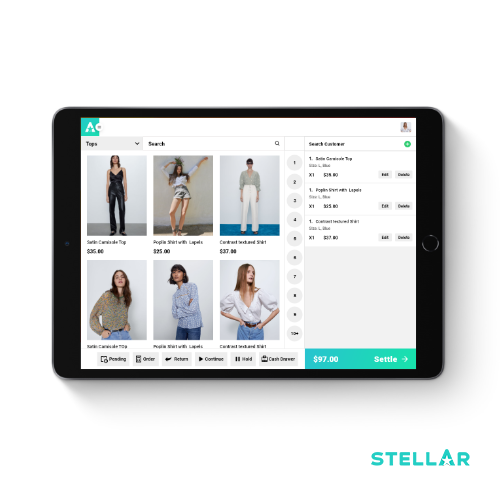 Tops
Search
Search Customer
Satin Camisole Top
$35.00
Poplin Shirt with Lapels
$25.00
Contrast textured Shirt
$37.00
Satin Camisole TOp
Poplin Shirt with Lapels
Contrast textured Shirt
1
2
3
4
5
6
7
8
9
10+
1. Satin Camisole Top
Size: L, Blue
X1 $35.00 Edit Delete
1. Poplin Shirt with Lapels
Size: L, Blue
X1 $25.00 Edit Delete
1. Contrast textured Shirt
Size: L, Blue
X1 $37.00 Edit Delete
Pending Order Return Continue Hold Cash Drawer
$97.00 Settle
STELLAR